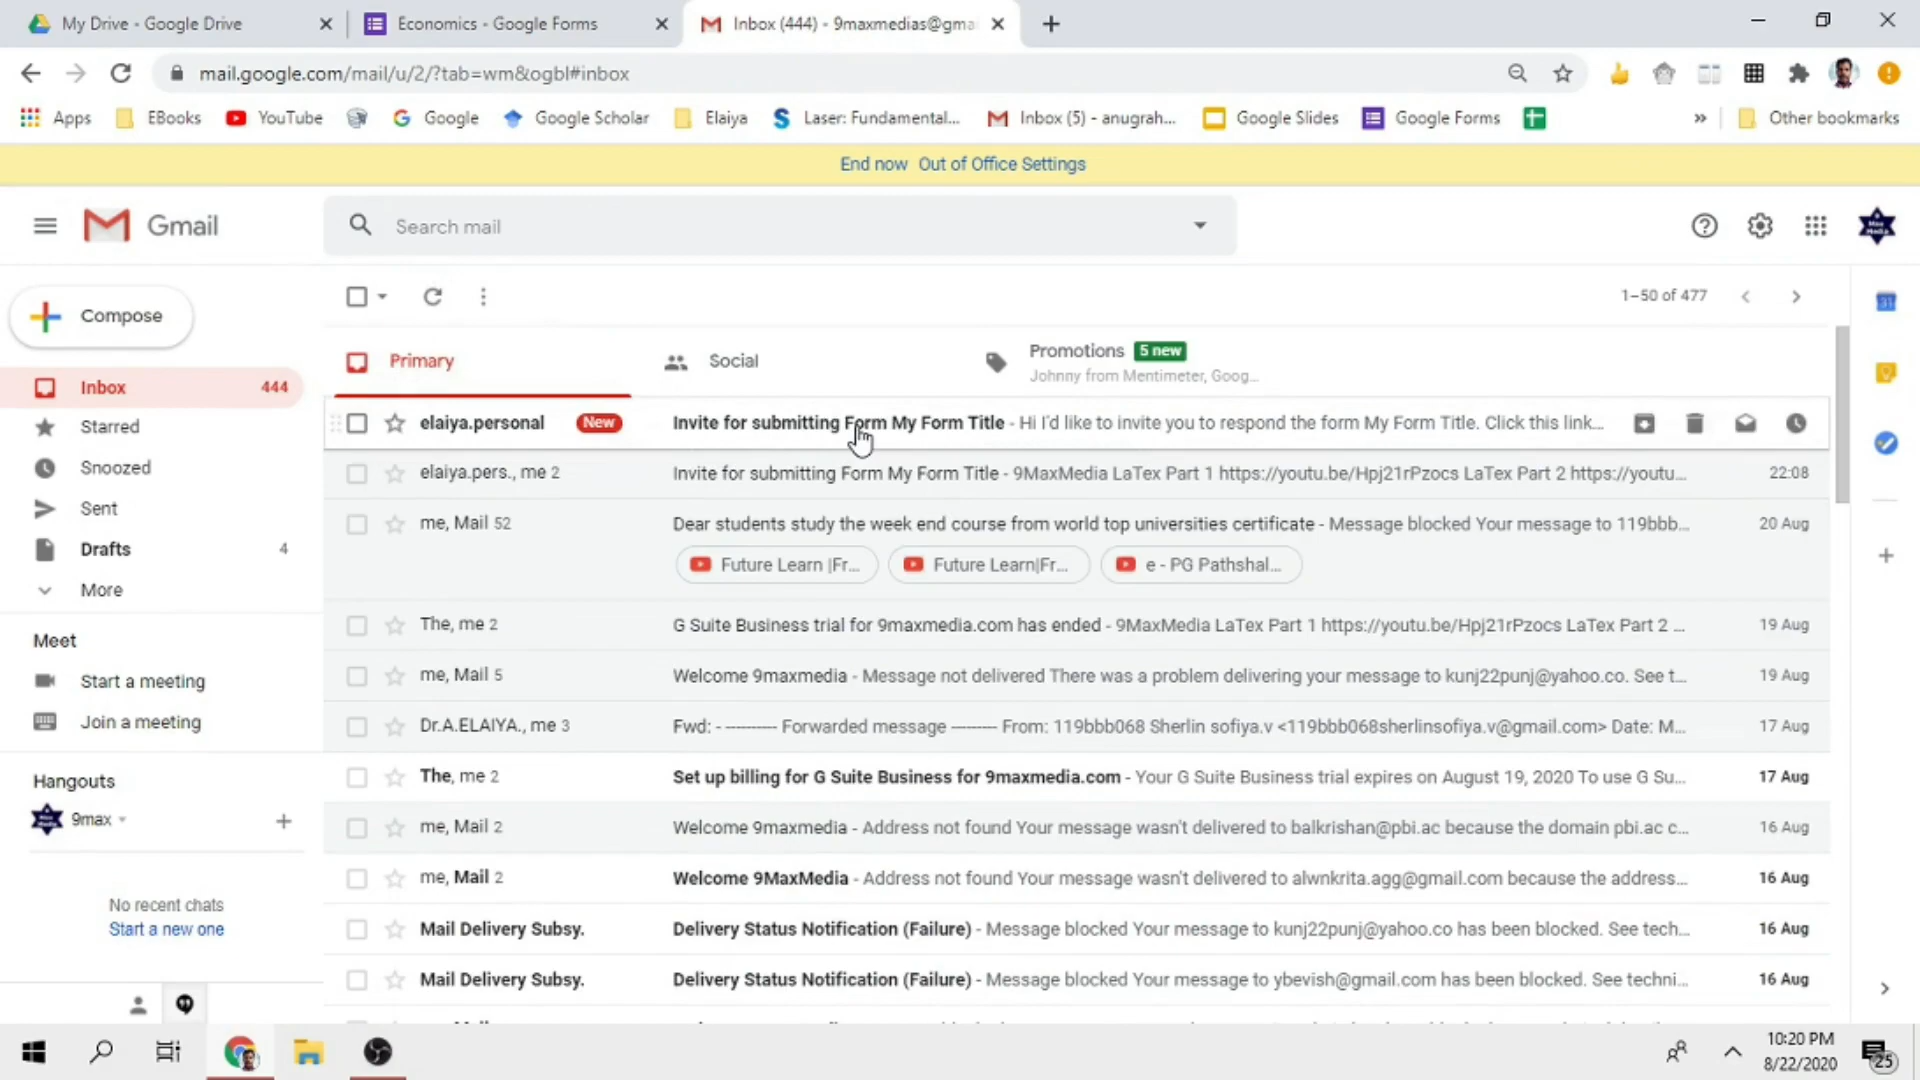 My Drive - Google Drive
Economics - Google Forms
Inbox (444) - 9maxmedias@gma
mail.google.com/mail/u/2/?tab=wm&ogbl#inbox
Apps EBooks YouTube Google Google Scholar Elaiya Laser: Fundamental... Inbox (5) - anugrah... Google Slides Google Forms » Other bookmarks
End now Out of Office Settings
Gmail
Search mail
Compose
1–50 of 477
Primary
Social
Promotions 5 new
Johnny from Mentimeter, Goog...
Inbox 444
Starred
Snoozed
Sent
Drafts 4
More
Meet
Start a meeting
Join a meeting
Hangouts
9max
No recent chats
Start a new one
elaiya.personal New Invite for submitting Form My Form Title - Hi I'd like to invite you to respond the form My Form Title. Click this link...
elaiya.pers., me 2 Invite for submitting Form My Form Title - 9MaxMedia LaTex Part 1 https://youtu.be/Hpj21rPzocs LaTex Part 2 https://youtu... 22:08
me, Mail 52 Dear students study the week end course from world top universities certificate - Message blocked Your message to 119bbb... 20 Aug
Future Learn |Fr... Future Learn|Fr... e - PG Pathshal...
The, me 2 G Suite Business trial for 9maxmedia.com has ended - 9MaxMedia LaTex Part 1 https://youtu.be/Hpj21rPzocs LaTex Part 2 ... 19 Aug
me, Mail 5 Welcome 9maxmedia - Message not delivered There was a problem delivering your message to kunj22punj@yahoo.co. See t... 19 Aug
Dr.A.ELAIYA., me 3 Fwd: - ---------- Forwarded message --------- From: 119bbb068 Sherlin sofiya.v <119bbb068sherlinsofiya.v@gmail.com> Date: M... 17 Aug
The, me 2 Set up billing for G Suite Business for 9maxmedia.com - Your G Suite Business trial expires on August 19, 2020 To use G Su... 17 Aug
me, Mail 2 Welcome 9maxmedia - Address not found Your message wasn't delivered to balkrishan@pbi.ac because the domain pbi.ac c... 16 Aug
me, Mail 2 Welcome 9MaxMedia - Address not found Your message wasn't delivered to alwnkrita.agg@gmail.com because the address... 16 Aug
Mail Delivery Subsy. Delivery Status Notification (Failure) - Message blocked Your message to kunj22punj@yahoo.co has been blocked. See tech... 16 Aug
Mail Delivery Subsy. Delivery Status Notification (Failure) - Message blocked Your message to ybevish@gmail.com has been blocked. See techni... 16 Aug
10:20 PM
8/22/2020
25